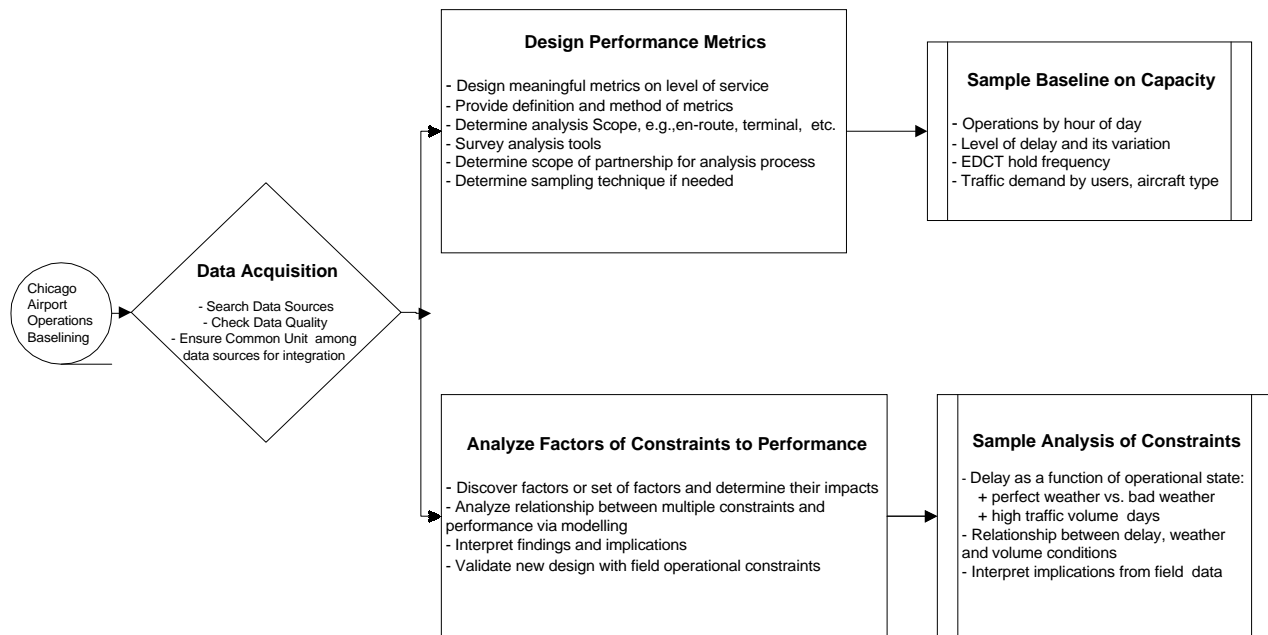 Chicago
Airport
Operations
Baselining
Data Acquisition
- Search Data Sources
- Check Data Quality
- Ensure Common Unit among
data sources for integration
Design Performance Metrics
- Design meaningful metrics on level of service
- Provide definition and method of metrics
- Determine analysis Scope, e.g.,en-route, terminal, etc.
- Survey analysis tools
- Determine scope of partnership for analysis process
- Determine sampling technique if needed
Sample Baseline on Capacity
- Operations by hour of day
- Level of delay and its variation
- EDCT hold frequency
- Traffic demand by users, aircraft type
Analyze Factors of Constraints to Performance
- Discover factors or set of factors and determine their impacts
- Analyze relationship between multiple constraints and
performance via modelling
- Interpret findings and implications
- Validate new design with field operational constraints
Sample Analysis of Constraints
- Delay as a function of operational state:
+ perfect weather vs. bad weather
+ high traffic volume days
- Relationship between delay, weather
and volume conditions
- Interpret implications from field data